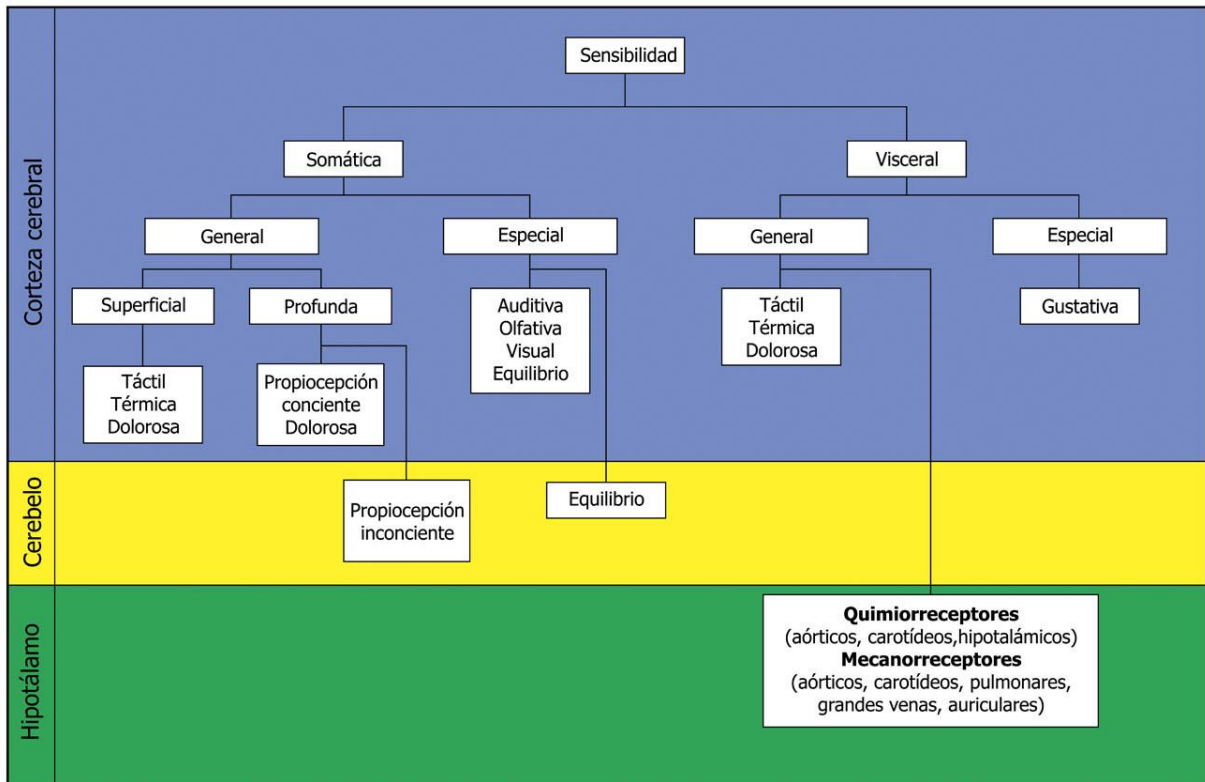 Corteza cerebral
Sensibilidad
Somática
Visceral
General
Especial
General
Especial
Superficial
Profunda
Auditiva
Olfativa
Visual
Equilibrio
Táctil
Térmica
Dolorosa
Gustativa
Táctil
Térmica
Dolorosa
Propiocepción
conciente
Dolorosa
Cerebelo
Propiocepción
inconciente
Equilibrio
Hipotálamo
Quimiorreceptores
(aórticos, carotídeos,hipotalámicos)
Mecanorreceptores
(aórticos, carotídeos, pulmonares,
grandes venas, auriculares)